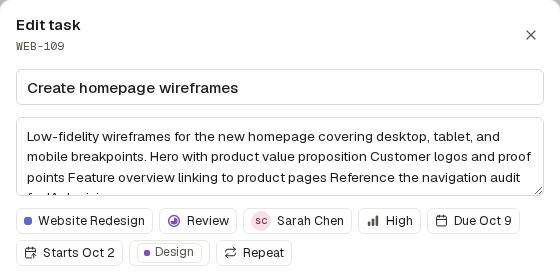 Edit task
WEB-109
Create homepage wireframes
Low-fidelity wireframes for the new homepage covering desktop, tablet, and
mobile breakpoints. Hero with product value proposition Customer logos and proof
points Feature overview linking to product pages Reference the navigation audit
Website Redesign Review SC Sarah Chen High Due Oct 9
Starts Oct 2 Design Repeat